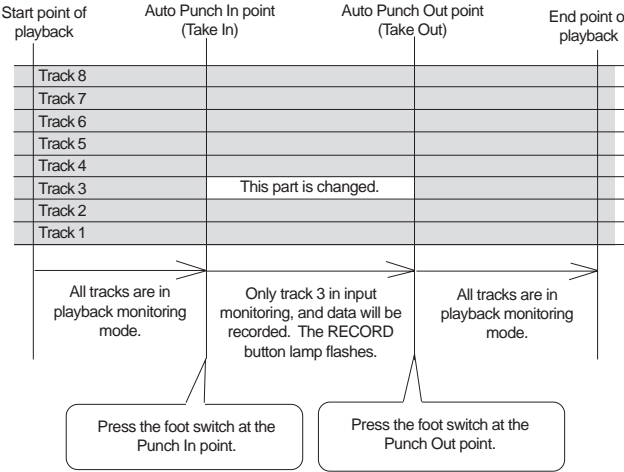 Start point of
playback
Auto Punch In point
(Take In)
Auto Punch Out point
(Take Out)
End point o
playback
Track 8
Track 7
Track 6
Track 5
Track 4
Track 3
This part is changed.
Track 2
Track 1
All tracks are in
playback monitoring
mode.
Only track 3 in input
monitoring, and data will be
recorded. The RECORD
button lamp flashes.
All tracks are in
playback monitoring
mode.
Press the foot switch at the
Punch In point.
Press the foot switch at the
Punch Out point.